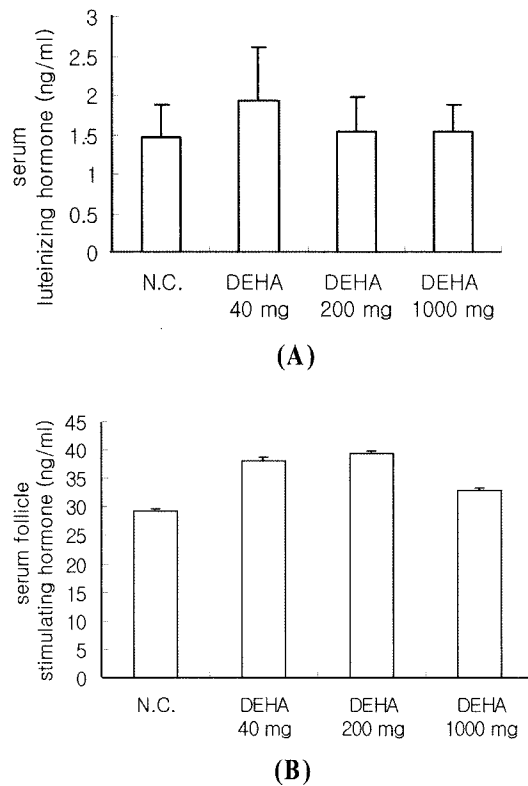 serum
luteinizing hormone (ng/ml)
3
2.5
2
1.5
1
0.5
0
N.C. DEHA DEHA DEHA
40 mg 200 mg 1000 mg
(A)
serum follicle
stimulating hormone (ng/ml)
45
40
35
30
25
20
15
10
5
0
N.C. DEHA DEHA DEHA
40 mg 200 mg 1000 mg
(B)